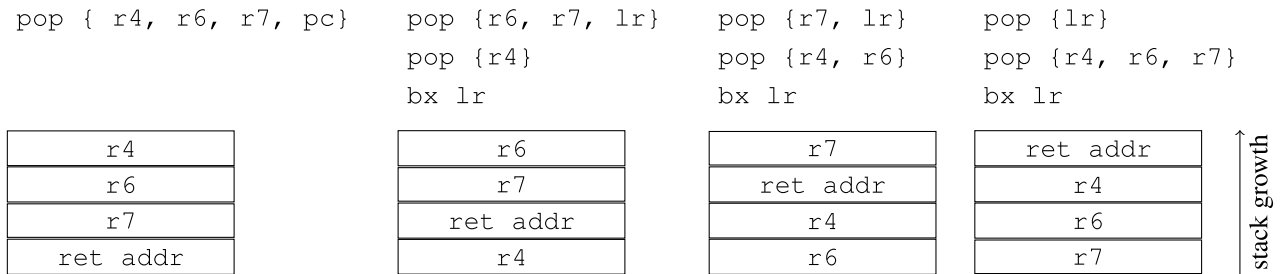 pop { r4, r6, r7, pc} pop {r6, r7, lr} pop {r7, lr} pop {lr}
pop {r4} pop {r4, r6} pop {r4, r6, r7}
bx lr bx lr bx lr
r4 r6 r7 ret addr
r6 r7 ret addr r4
r7 ret addr r4 r6
ret addr r4 r6 r7
stack growth